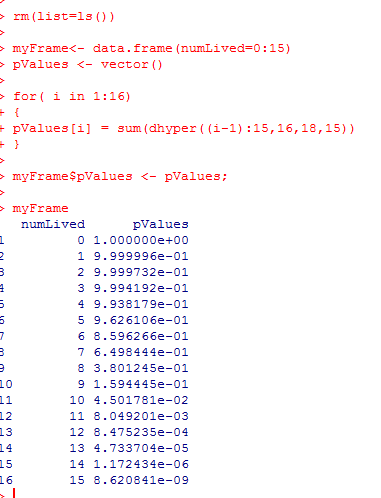 > rm(list=ls())
>
> myFrame<- data.frame(numLived=0:15)
> pValues <- vector()
>
> for( i in 1:16)
+ {
+ pValues[i] = sum(dhyper((i-1):15,16,18,15))
+ }
>
> myFrame$pValues <- pValues;
>
> myFrame
numLived pValues
1 0 1.000000e+00
2 1 9.999996e-01
3 2 9.999732e-01
4 3 9.994192e-01
5 4 9.938179e-01
6 5 9.626106e-01
7 6 8.596266e-01
8 7 6.498444e-01
9 8 3.801245e-01
10 9 1.594445e-01
11 10 4.501781e-02
12 11 8.049201e-03
13 12 8.475235e-04
14 13 4.733704e-05
15 14 1.172434e-06
16 15 8.620841e-09
>